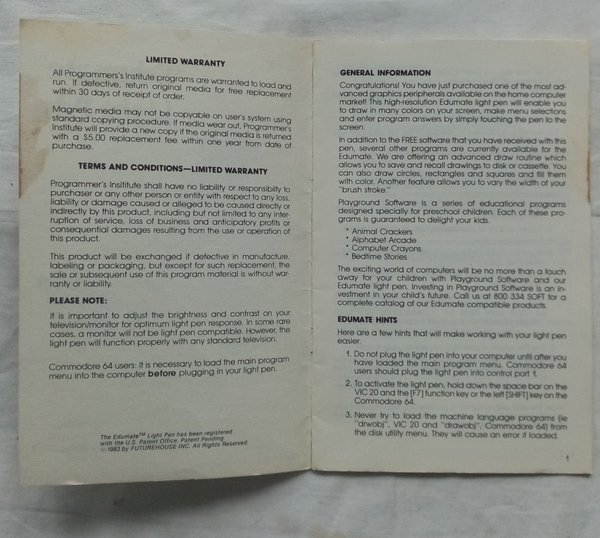 LIMITED WARRANTY
All Programmers's Institute programs are warranted to load and
run. If defective, return original media for free replacement
within 30 days of receipt of order.
Magnetic media may not be copyable on user's system using
standard copying procedure. If media wear out, Programmer's
Institute will provide a new copy if the original media is returned
with a $5.00 replacement fee within one year from date of
purchase.
TERMS AND CONDITIONS—LIMITED WARRANTY
Programmer's Insititute shall have no liability or responsibity to
purchaser or any other person or entity with respect to any loss,
liability or damage caused or alleged to be caused directly or
indirectly by this product, including but not limited to any inter-
ruption of service, loss of business and anticipatory profits or
consequential damages resulting from the use or operation of
this product.
This product will be exchanged if defective in manufacture,
labeling or packaging, but except for such replacement, the
sale or subsequent use of this program material is without war-
ranty or liability.
PLEASE NOTE:
It is important to adjust the brightness and contrast on your
television/monitor for optimum light pen response. In some rare
cases, a monitor will not be light pen compatible. However, the
light pen will function properly with any standard television.
Commodore 64 users: It is necessary to load the main program
menu into the computer before plugging in your light pen.
The Edumate™ Light Pen has been registered
with the U.S. Patent Office. Patent Pending
©1983 by FUTUREHOUSE INC. All Rights Reserved.
GENERAL INFORMATION
Congratulations! You have just purchased one of the most ad-
vanced graphics peripherals available on the home computer
market! This high-resolution Edumate light pen will enable you
to draw in many colors on your screen, make menu selections
and enter program answers by simply touching the pen to the
screen.
In addition to the FREE software that you have received with this
pen, several other programs are currently available for the
Edumate. We are offering an advanced draw routine which
allows you to save and recall drawings to disk or cassette. You
can also draw circles, rectangles and squares and fill them
with color. Another feature allows you to vary the width of your
"brush stroke."
Playground Software is a series of educational programs
designed specially for preschool children. Each of these pro-
grams is guaranteed to delight your kids.
* Animal Crackers
* Alphabet Arcade
* Computer Crayons
* Bedtime Stories
The exciting world of computers will be no more than a touch
away for your children with Playground Software and our
Edumate light pen. Investing in Playground Software is an in-
vestment in your child's future. Call us at 800 334 SOFT for a
complete catalog of our Edumate compatible products.
EDUMATE HINTS
Here are a few hints that will make working with your light pen
easier.
1. Do not plug the light pen into your computer until after you
have loaded the main program menu. Commodore 64
users should plug the light pen into control port 1.
2. To activate the light pen, hold down the space bar on the
VIC 20 and the [F7] function key or the left [SHIFT] key on the
Commodore 64.
3. Never try to load the machine language programs (ie
"drwobj", VIC 20 and "drawobj", Commodore 64) from
the disk utility menu. They will cause an error if loaded.
1